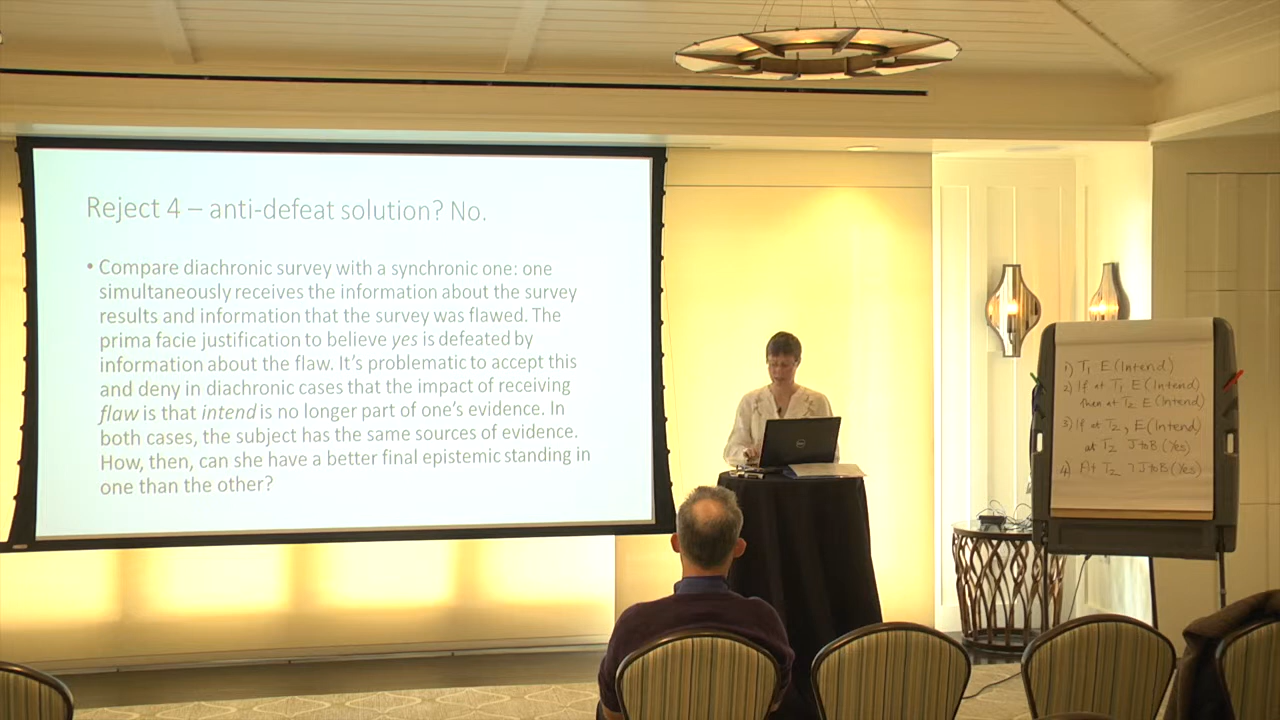 Reject 4 – anti-defeat solution? No.
• Compare diachronic survey with a synchronic one: one
simultaneously receives the information about the survey
results and information that the survey was flawed. The
prima facie justification to believe yes is defeated by
information about the flaw. It's problematic to accept this
and deny in diachronic cases that the impact of receiving
flaw is that intend is no longer part of one's evidence. In
both cases, the subject has the same sources of evidence.
How, then, can she have a better final epistemic standing in
one than the other?
DELL
1) T₁ E(Intend)
2) If at T₁ E(Intend)
then at T₂ E(Intend)
3) If at T₂, E(Intend)
at T₂ JtoB(Yes)
4) At T₂ ⌐JtoB(Yes)